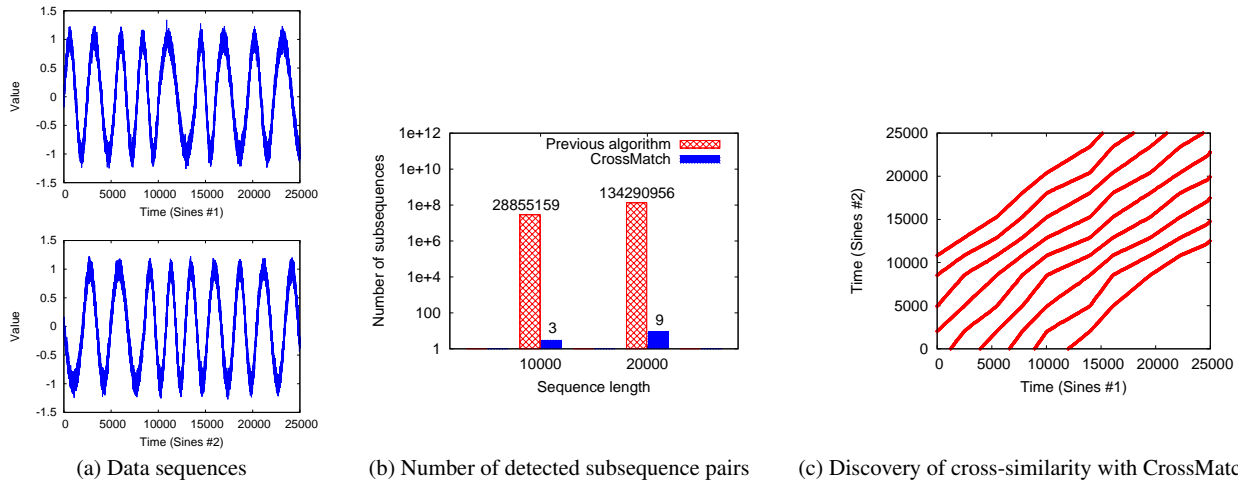 1.5
1
0.5
0
-0.5
-1
-1.5
Value
0 5000 10000 15000 20000 25000
Time (Sines #1)
1.5
1
0.5
0
-0.5
-1
-1.5
Value
0 5000 10000 15000 20000 25000
Time (Sines #2)
(a) Data sequences
1e+12
1e+10
1e+8
1e+6
1e+4
100
1
Number of subsequences
Previous algorithm
CrossMatch
28855159
134290956
3
9
10000 20000
Sequence length
(b) Number of detected subsequence pairs
25000
20000
15000
10000
5000
0
Time (Sines #2)
0 5000 10000 15000 20000 25000
Time (Sines #1)
(c) Discovery of cross-similarity with CrossMatc